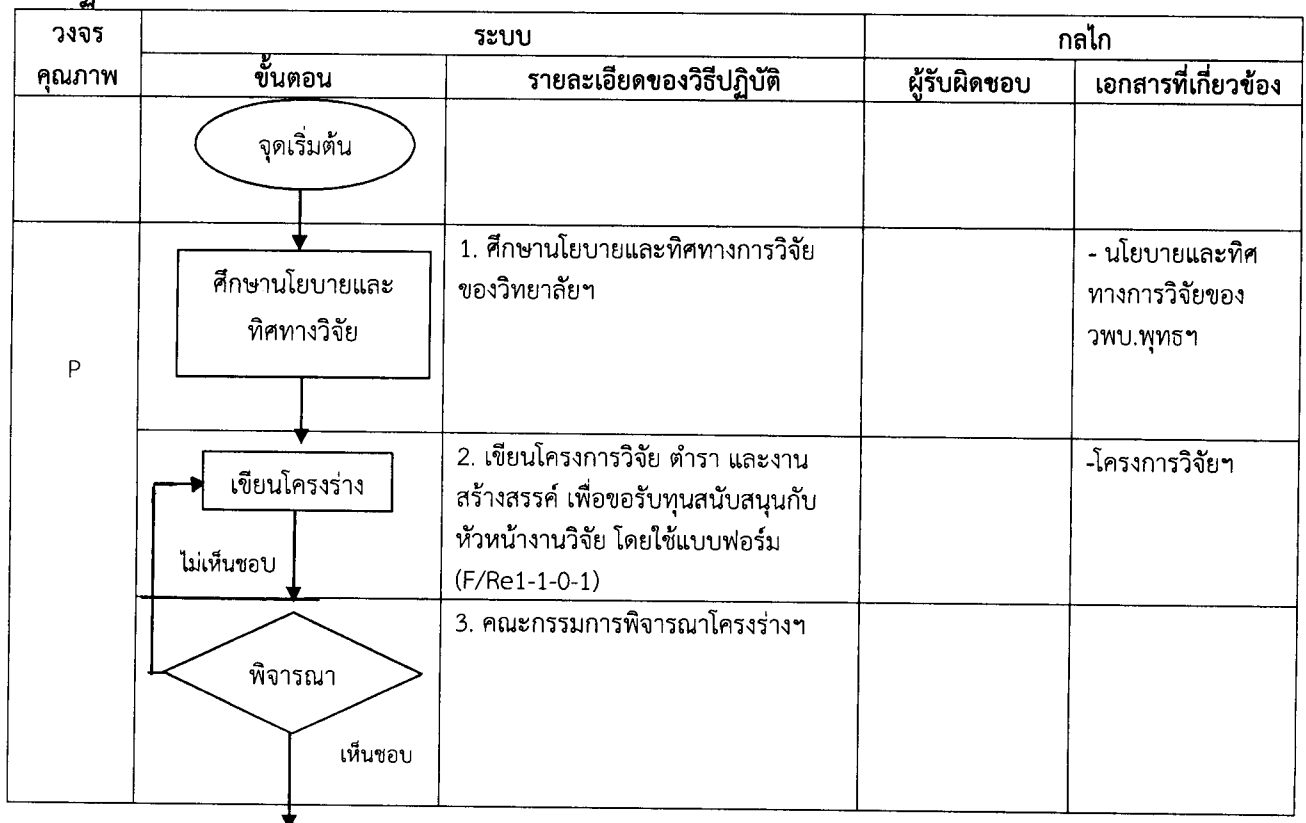 วงจร
คุณภาพ
ระบบ
กลไก
ขั้นตอน
รายละเอียดของวิธีปฏิบัติ
ผู้รับผิดชอบ
เอกสารที่เกี่ยวข้อง
จุดเริ่มต้น
P
ศึกษานโยบายและ
ทิศทางวิจัย
1. ศึกษานโยบายและทิศทางการวิจัย
ของวิทยาลัยฯ
- นโยบายและทิศ
ทางการวิจัยของ
วพบ.พุทธฯ
เขียนโครงร่าง
ไม่เห็นชอบ
2. เขียนโครงการวิจัย ตำรา และงาน
สร้างสรรค์ เพื่อขอรับทุนสนับสนุนกับ
หัวหน้างานวิจัย โดยใช้แบบฟอร์ม
(F/Re1-1-0-1)
-โครงการวิจัยฯ
พิจารณา
เห็นชอบ
3. คณะกรรมการพิจารณาโครงร่างฯ